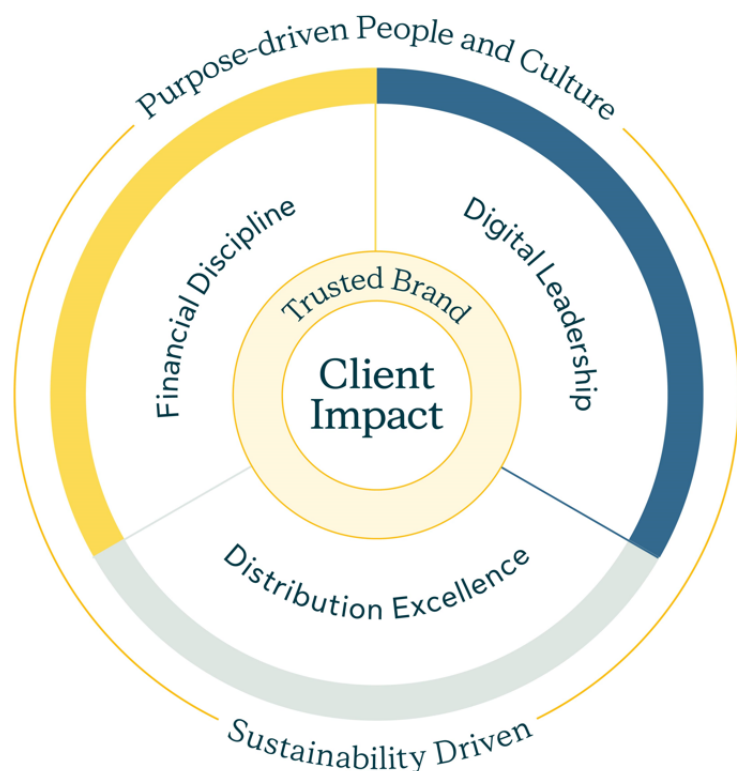 Purpose-driven People and Culture
Financial Discipline
Digital Leadership
Trusted Brand
Client
Impact
Distribution Excellence
Sustainability Driven